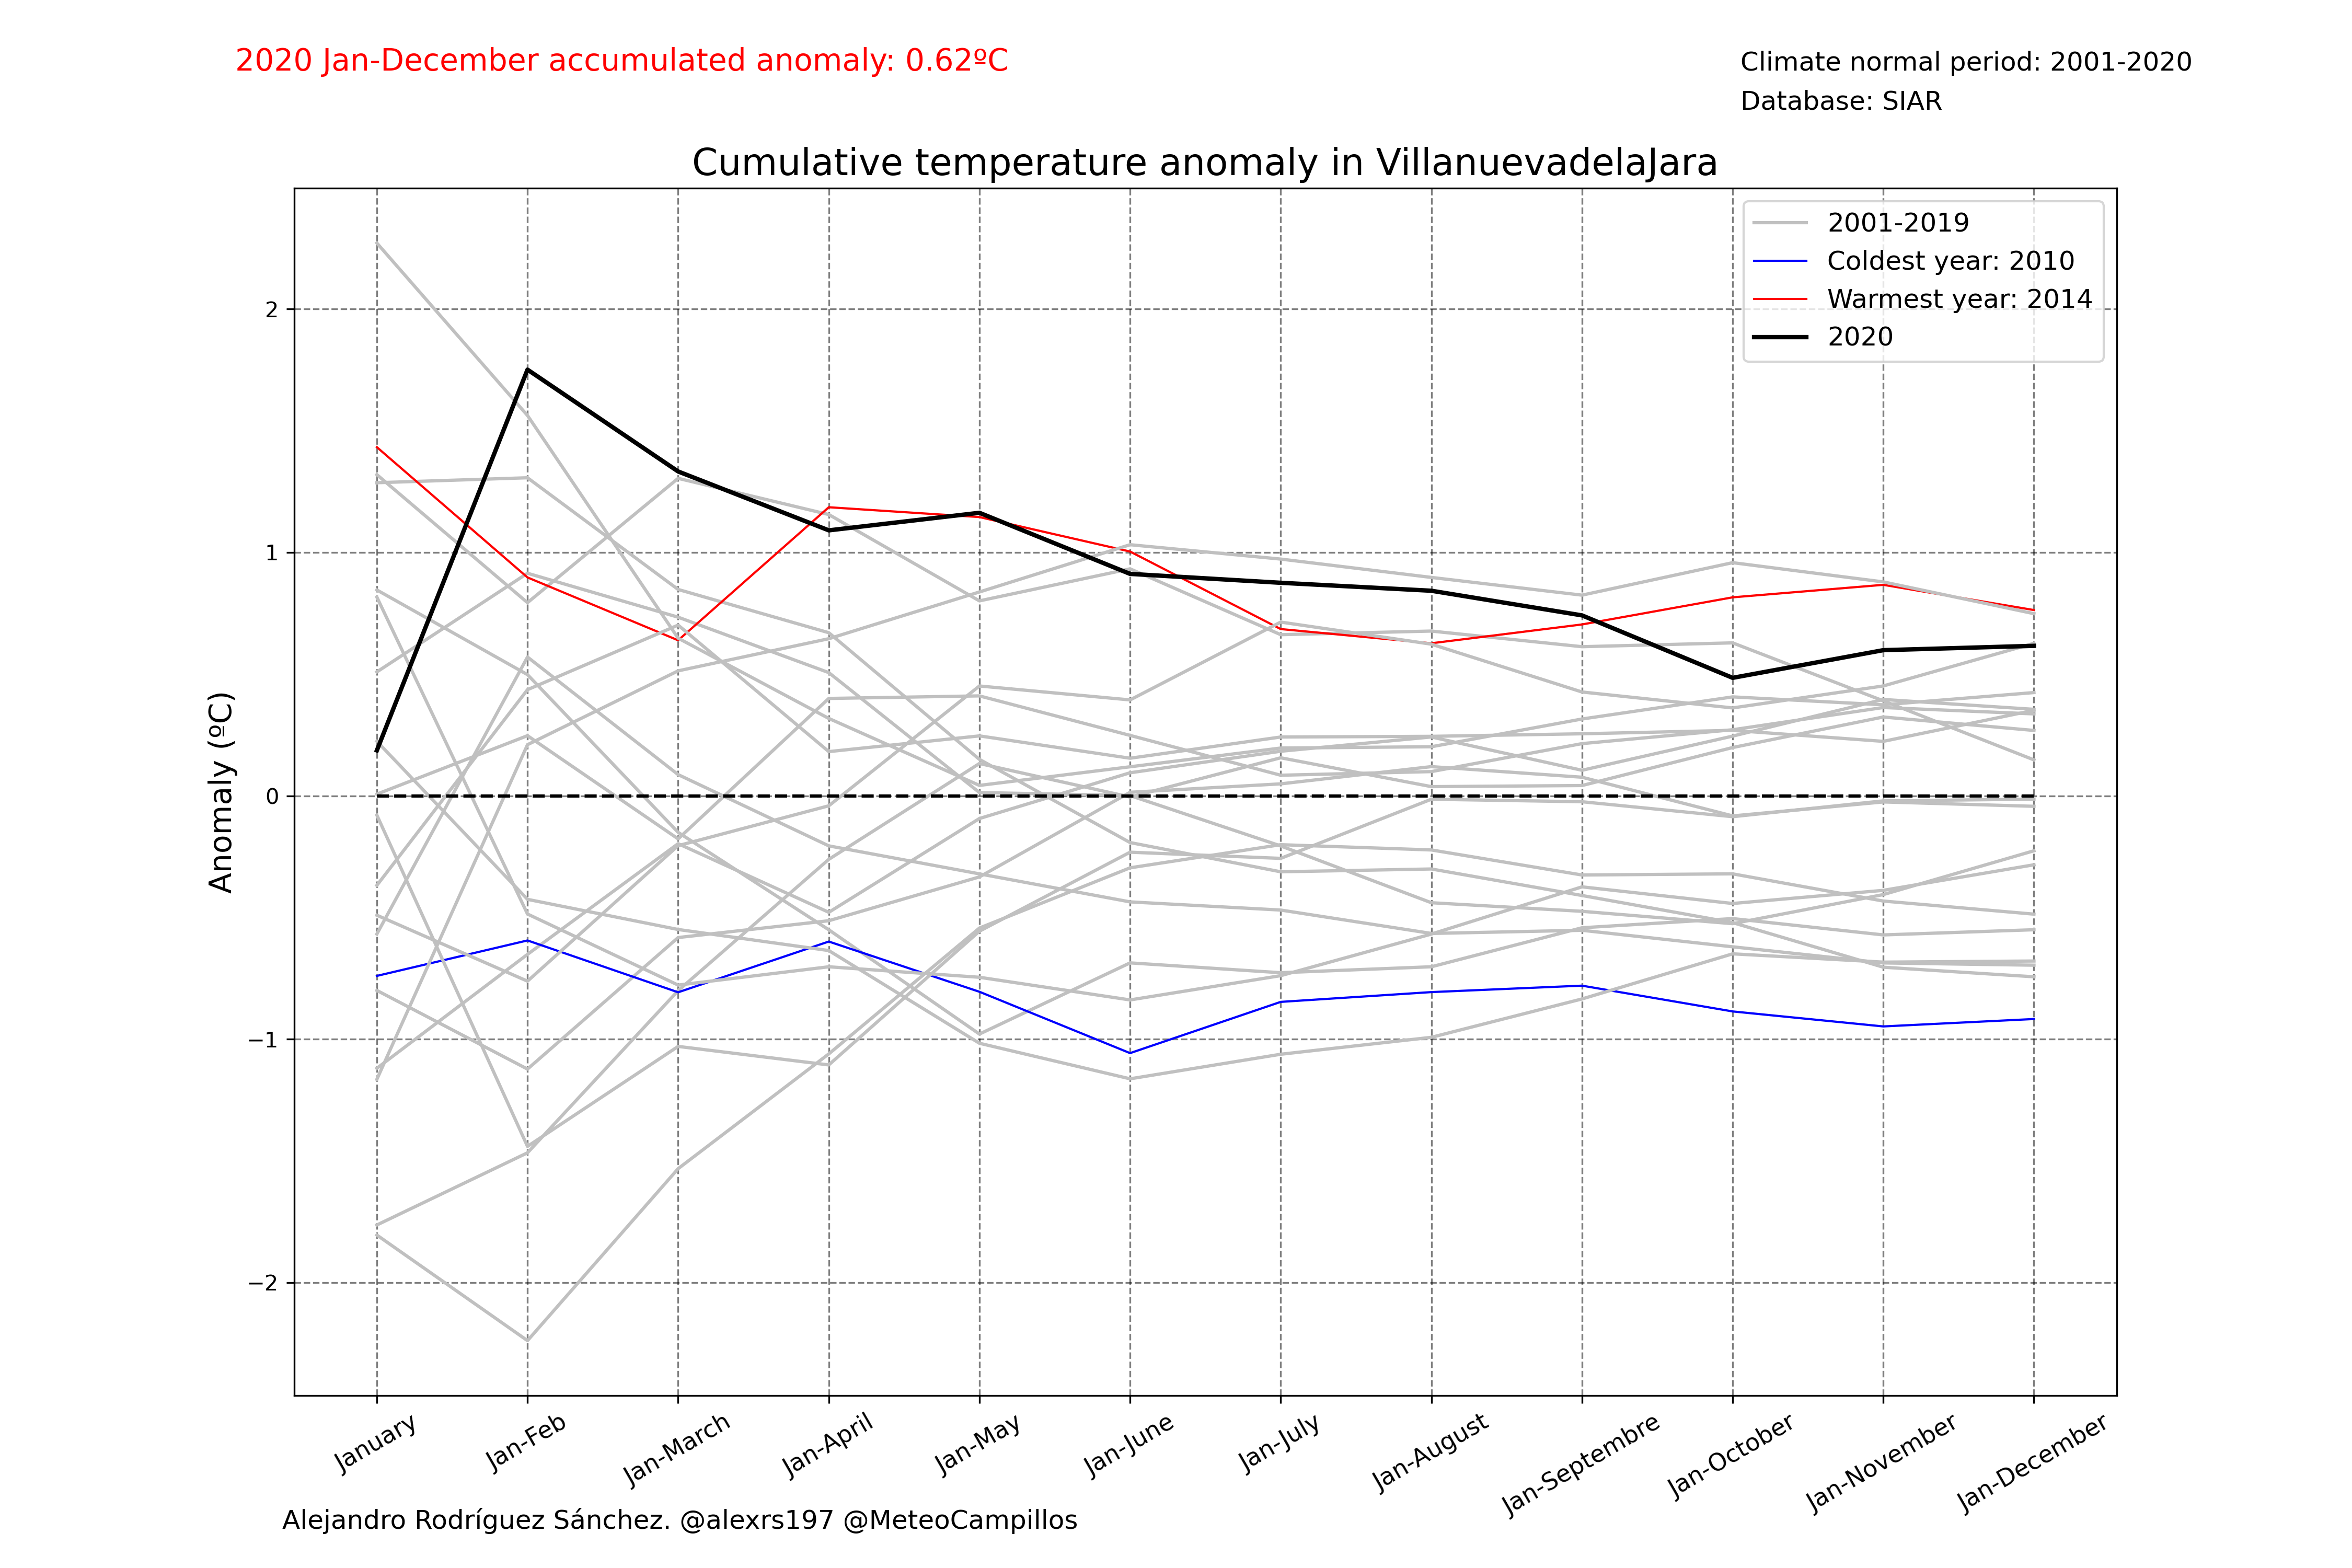 2020 Jan-December accumulated anomaly: 0.62ºC
Climate normal period: 2001-2020
Database: SIAR
Cumulative temperature anomaly in VillanuevadelaJara
2001-2019
Coldest year: 2010
Warmest year: 2014
2020
Anomaly (ºC)
2
1
0
−1
−2
January
Jan-Feb
Jan-March
Jan-April
Jan-May
Jan-June
Jan-July
Jan-August
Jan-Septembre
Jan-October
Jan-November
Jan-December
Alejandro Rodríguez Sánchez. @alexrs197 @MeteoCampillos